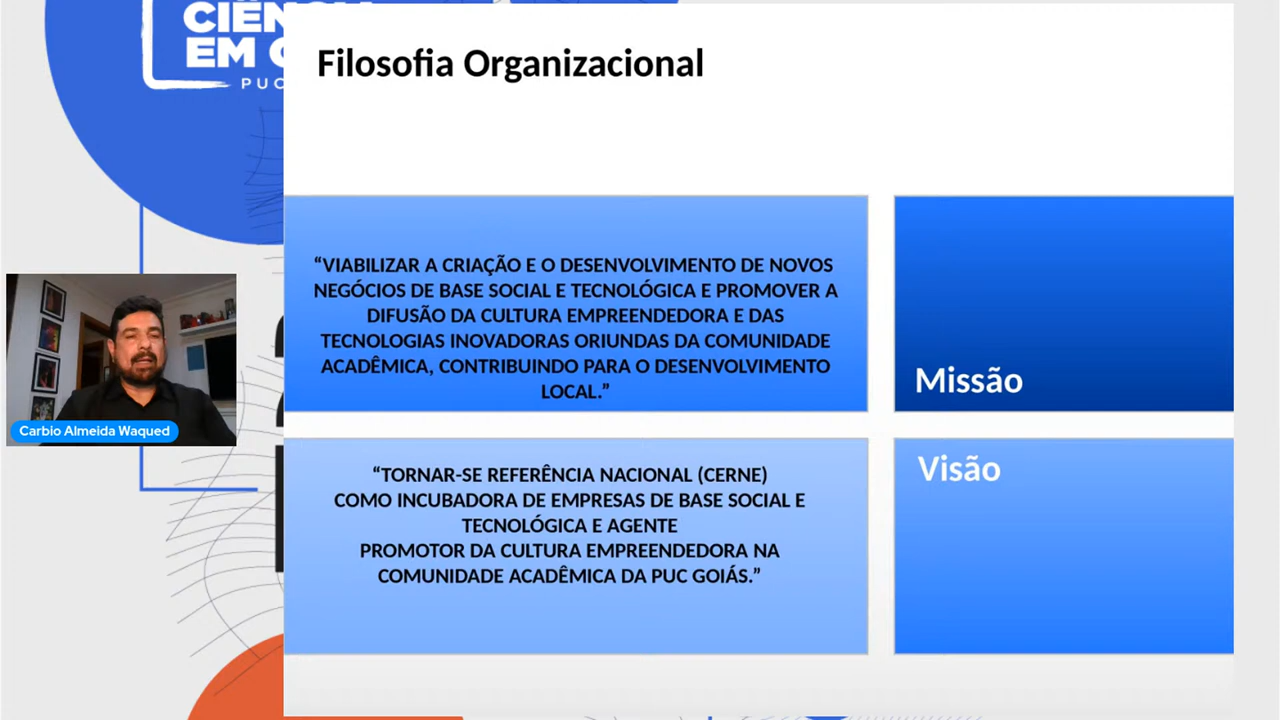 CIÊN
EM
PUC
Filosofia Organizacional
“VIABILIZAR A CRIAÇÃO E O DESENVOLVIMENTO DE NOVOS
NEGÓCIOS DE BASE SOCIAL E TECNOLÓGICA E PROMOVER A
DIFUSÃO DA CULTURA EMPREENDEDORA E DAS
TECNOLOGIAS INOVADORAS ORIUNDAS DA COMUNIDADE
ACADÊMICA, CONTRIBUINDO PARA O DESENVOLVIMENTO
LOCAL.”
Missão
“TORNAR-SE REFERÊNCIA NACIONAL (CERNE)
COMO INCUBADORA DE EMPRESAS DE BASE SOCIAL E
TECNOLÓGICA E AGENTE
PROMOTOR DA CULTURA EMPREENDEDORA NA
COMUNIDADE ACADÊMICA DA PUC GOIÁS.”
Visão
Carbio Almeida Waqued